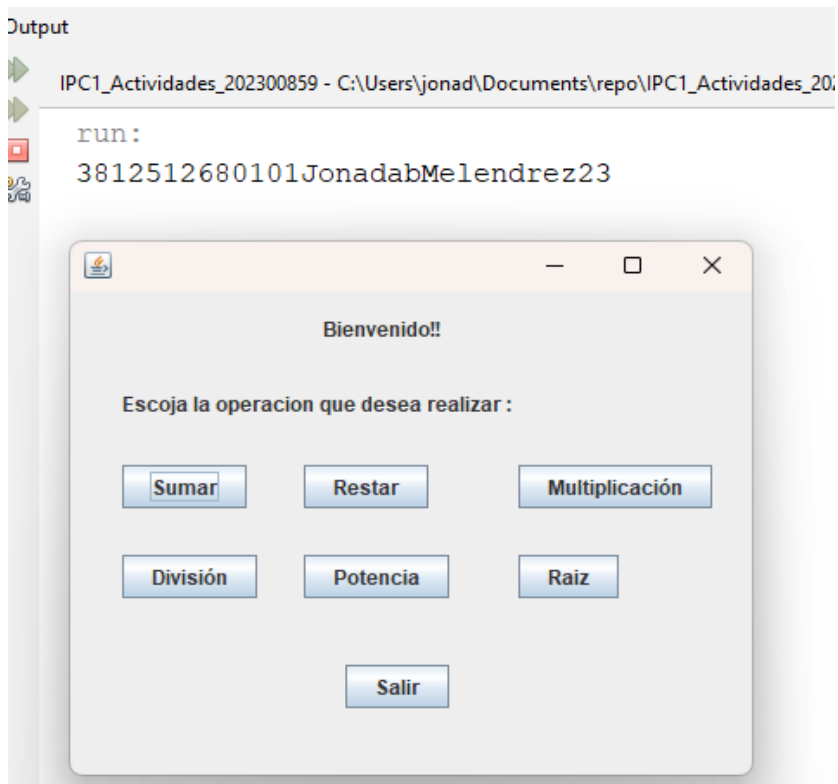 Output
IPC1_Actividades_202300859 - C:\Users\jonad\Documents\repo\IPC1_Actividades_202
run:
3812512680101JonadabMelendrez23
Bienvenido!!
Escoja la operacion que desea realizar :
Sumar Restar Multiplicación
División Potencia Raiz
Salir